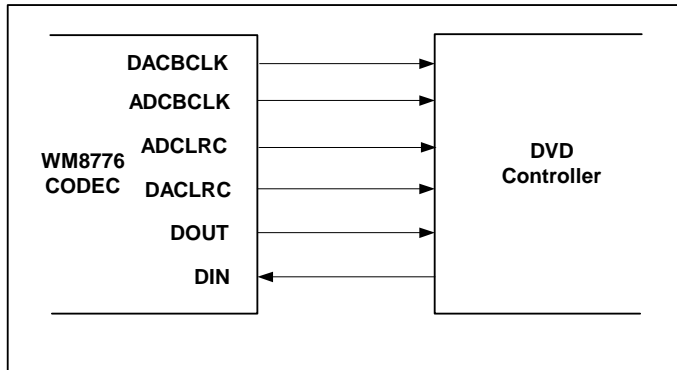 DACBCLK
ADCBCLK
ADCLRC
WM8776
CODEC
DACLRC
DOUT
DIN
DVD
Controller